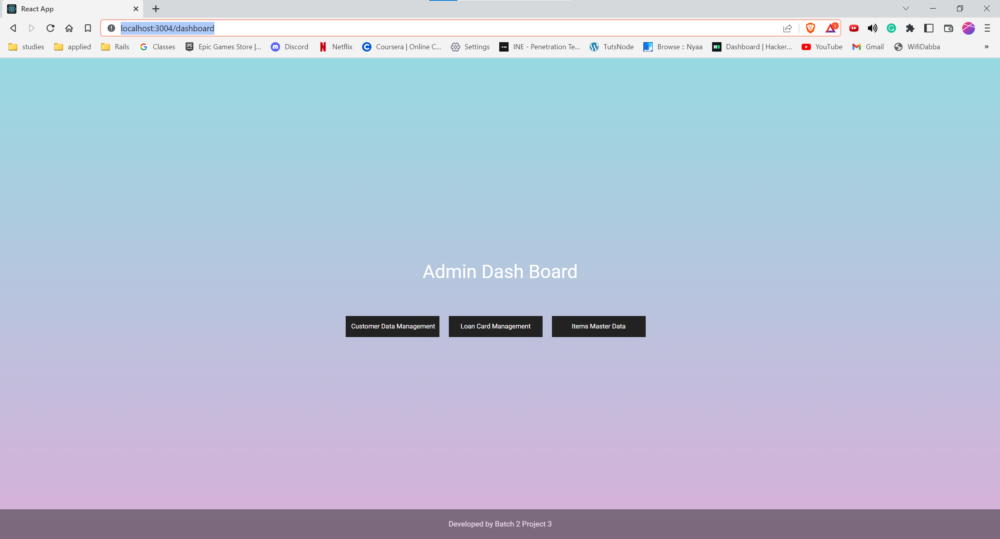 React App
localhost:3004/dashboard
1
studies applied Rails Classes Epic Games Store |... Discord Netflix Coursera | Online C... Settings INE - Penetration Te... TutsNode Browse :: Nyaa Dashboard | Hacker... YouTube Gmail WifiDabba »
Admin Dash Board
Customer Data Management Loan Card Management Items Master Data
Developed by Batch 2 Project 3